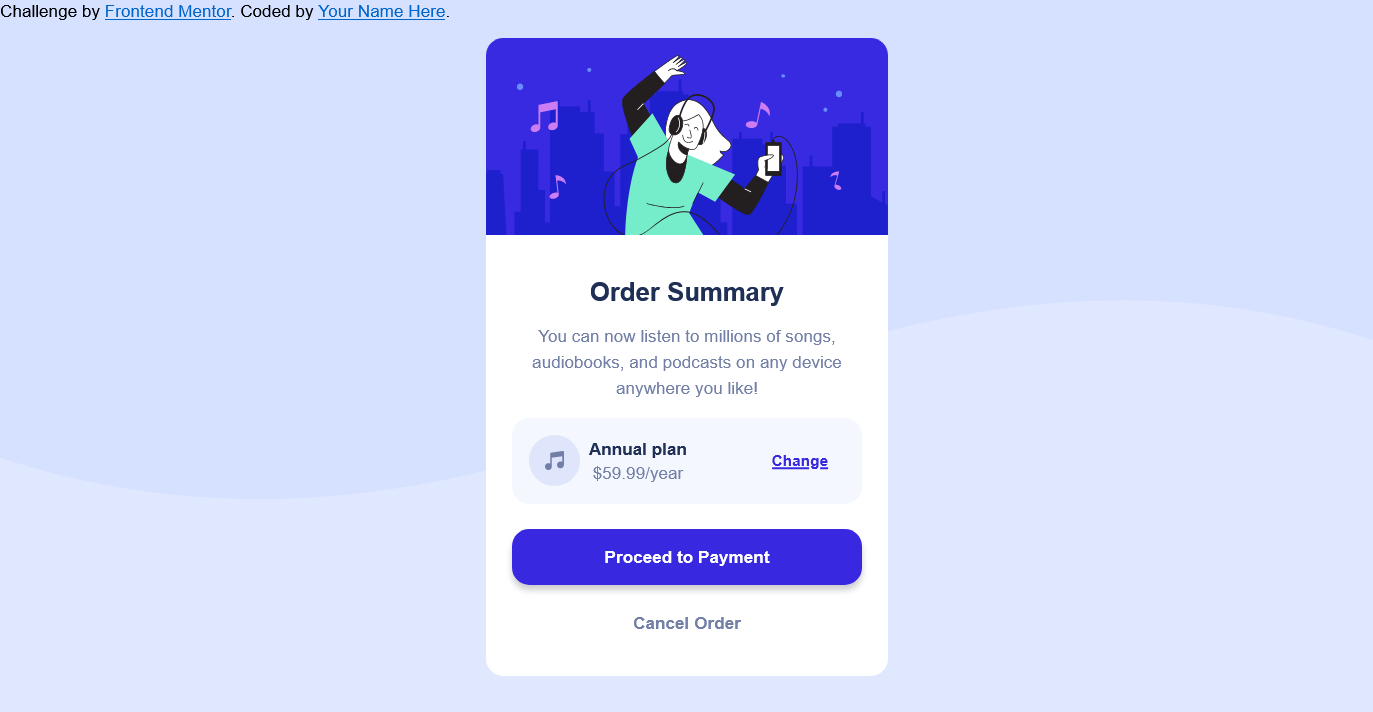 Challenge by Frontend Mentor. Coded by Your Name Here.
Order Summary
You can now listen to millions of songs,
audiobooks, and podcasts on any device
anywhere you like!
Annual plan
$59.99/year
Change
Proceed to Payment
Cancel Order